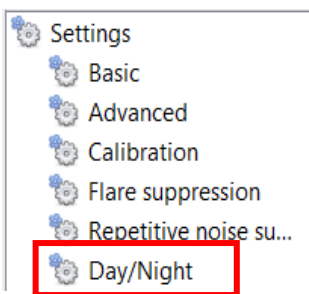 Settings
Basic
Advanced
Calibration
Flare suppression
Repetitive noise su...
Day/Night